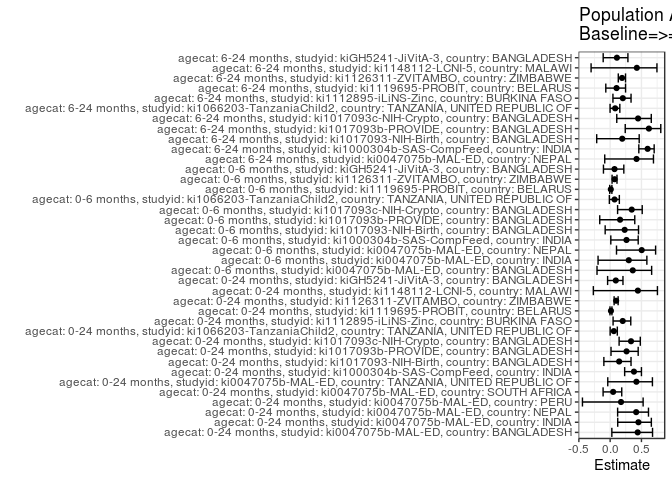 Population A
Baseline=>=
agecat: 6-24 months, studyid: kiGH5241-JiVitA-3, country: BANGLADESH
agecat: 6-24 months, studyid: ki1148112-LCNI-5, country: MALAWI
agecat: 6-24 months, studyid: ki1126311-ZVITAMBO, country: ZIMBABWE
agecat: 6-24 months, studyid: ki1119695-PROBIT, country: BELARUS
agecat: 6-24 months, studyid: ki1112895-iLiNS-Zinc, country: BURKINA FASO
agecat: 6-24 months, studyid: ki1066203-TanzaniaChild2, country: TANZANIA, UNITED REPUBLIC OF
agecat: 6-24 months, studyid: ki1017093c-NIH-Crypto, country: BANGLADESH
agecat: 6-24 months, studyid: ki1017093b-PROVIDE, country: BANGLADESH
agecat: 6-24 months, studyid: ki1017093-NIH-Birth, country: BANGLADESH
agecat: 6-24 months, studyid: ki1000304b-SAS-CompFeed, country: INDIA
agecat: 6-24 months, studyid: ki0047075b-MAL-ED, country: NEPAL
agecat: 0-6 months, studyid: kiGH5241-JiVitA-3, country: BANGLADESH
agecat: 0-6 months, studyid: ki1126311-ZVITAMBO, country: ZIMBABWE
agecat: 0-6 months, studyid: ki1119695-PROBIT, country: BELARUS
agecat: 0-6 months, studyid: ki1066203-TanzaniaChild2, country: TANZANIA, UNITED REPUBLIC OF
agecat: 0-6 months, studyid: ki1017093c-NIH-Crypto, country: BANGLADESH
agecat: 0-6 months, studyid: ki1017093b-PROVIDE, country: BANGLADESH
agecat: 0-6 months, studyid: ki1017093-NIH-Birth, country: BANGLADESH
agecat: 0-6 months, studyid: ki1000304b-SAS-CompFeed, country: INDIA
agecat: 0-6 months, studyid: ki0047075b-MAL-ED, country: NEPAL
agecat: 0-6 months, studyid: ki0047075b-MAL-ED, country: INDIA
agecat: 0-6 months, studyid: ki0047075b-MAL-ED, country: BANGLADESH
agecat: 0-24 months, studyid: kiGH5241-JiVitA-3, country: BANGLADESH
agecat: 0-24 months, studyid: ki1148112-LCNI-5, country: MALAWI
agecat: 0-24 months, studyid: ki1126311-ZVITAMBO, country: ZIMBABWE
agecat: 0-24 months, studyid: ki1119695-PROBIT, country: BELARUS
agecat: 0-24 months, studyid: ki1112895-iLiNS-Zinc, country: BURKINA FASO
agecat: 0-24 months, studyid: ki1066203-TanzaniaChild2, country: TANZANIA, UNITED REPUBLIC OF
agecat: 0-24 months, studyid: ki1017093c-NIH-Crypto, country: BANGLADESH
agecat: 0-24 months, studyid: ki1017093b-PROVIDE, country: BANGLADESH
agecat: 0-24 months, studyid: ki1017093-NIH-Birth, country: BANGLADESH
agecat: 0-24 months, studyid: ki1000304b-SAS-CompFeed, country: INDIA
agecat: 0-24 months, studyid: ki0047075b-MAL-ED, country: TANZANIA, UNITED REPUBLIC OF
agecat: 0-24 months, studyid: ki0047075b-MAL-ED, country: SOUTH AFRICA
agecat: 0-24 months, studyid: ki0047075b-MAL-ED, country: PERU
agecat: 0-24 months, studyid: ki0047075b-MAL-ED, country: NEPAL
agecat: 0-24 months, studyid: ki0047075b-MAL-ED, country: INDIA
agecat: 0-24 months, studyid: ki0047075b-MAL-ED, country: BANGLADESH
-0.5 0.0 0.5
Estimate